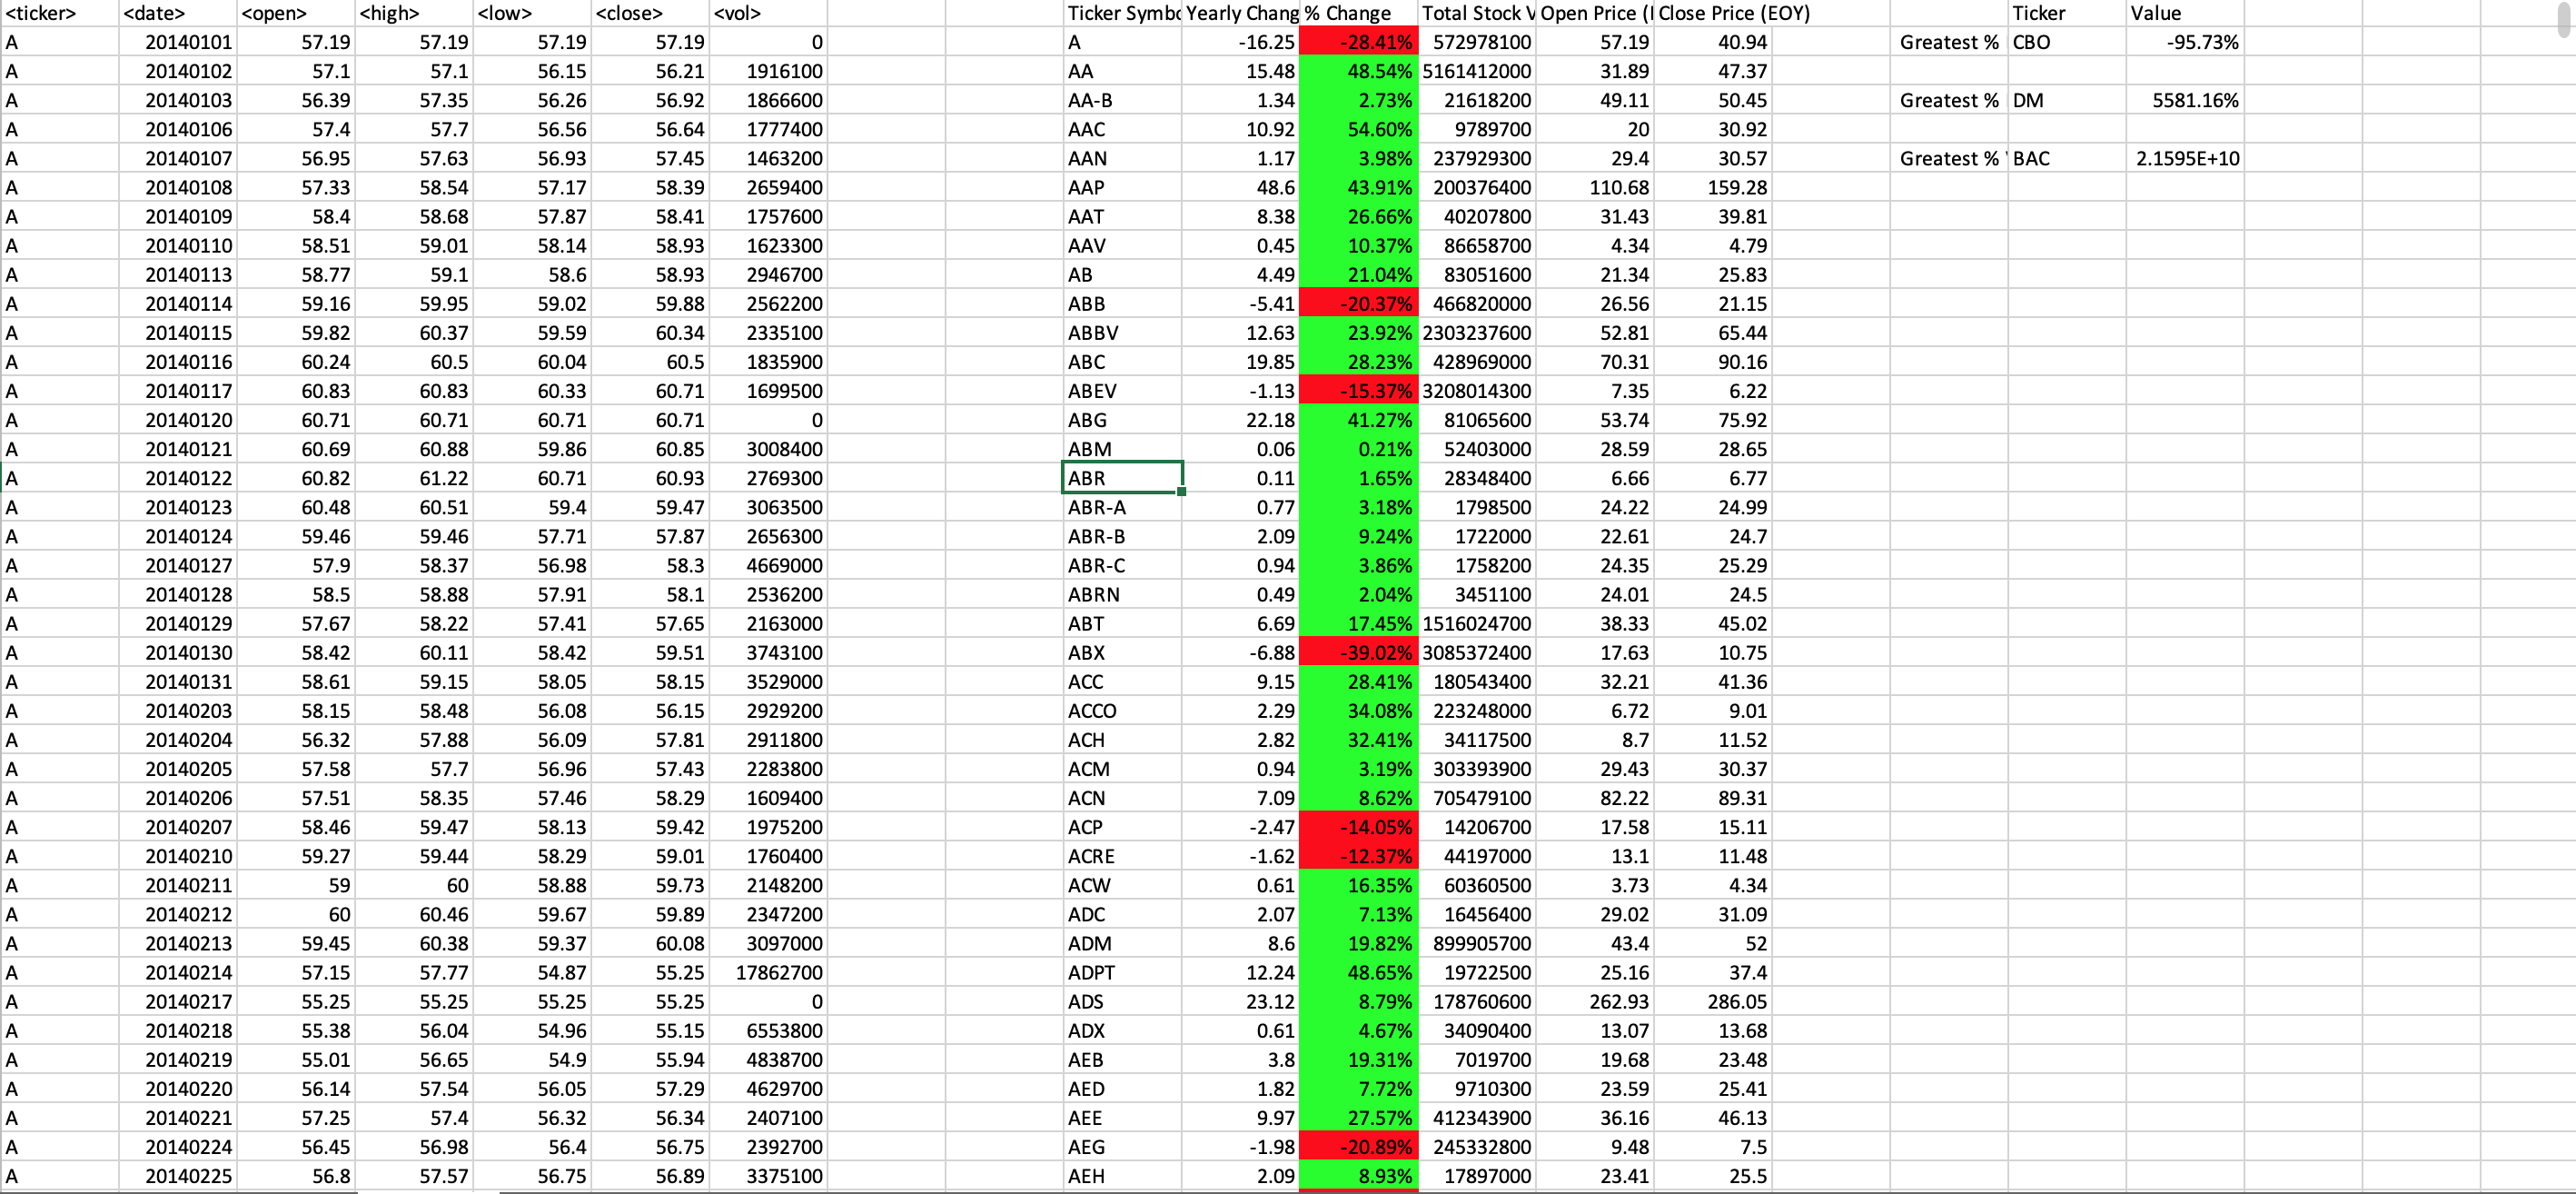 <ticker> <date> <open> <high> <low> <close> <vol> Ticker Symbo Yearly Chang % Change Total Stock V Open Price ( Close Price (EOY) Ticker Value
A 20140101 57.19 57.19 57.19 57.19 0 A -16.25 -28.41% 572978100 57.19 40.94 Greatest % CBO -95.73%
A 20140102 57.1 57.1 56.15 56.21 1916100 AA 15.48 48.54% 5161412000 31.89 47.37
A 20140103 56.39 57.35 56.26 56.92 1866600 AA-B 1.34 2.73% 21618200 49.11 50.45 Greatest % DM 5581.16%
A 20140106 57.4 57.7 56.56 56.64 1777400 AAC 10.92 54.60% 9789700 20 30.92
A 20140107 56.95 57.63 56.93 57.45 1463200 AAN 1.17 3.98% 237929300 29.4 30.57 Greatest % BAC 2.1595E+10
A 20140108 57.33 58.54 57.17 58.39 2659400 AAP 48.6 43.91% 200376400 110.68 159.28
A 20140109 58.4 58.68 57.87 58.41 1757600 AAT 8.38 26.66% 40207800 31.43 39.81
A 20140110 58.51 59.01 58.14 58.93 1623300 AAV 0.45 10.37% 86658700 4.34 4.79
A 20140113 58.77 59.1 58.6 58.93 2946700 AB 4.49 21.04% 83051600 21.34 25.83
A 20140114 59.16 59.95 59.02 59.88 2562200 ABB -5.41 -20.37% 466820000 26.56 21.15
A 20140115 59.82 60.37 59.59 60.34 2335100 ABBV 12.63 23.92% 2303237600 52.81 65.44
A 20140116 60.24 60.5 60.04 60.5 1835900 ABC 19.85 28.23% 428969000 70.31 90.16
A 20140117 60.83 60.83 60.33 60.71 1699500 ABEV -1.13 -15.37% 3208014300 7.35 6.22
A 20140120 60.71 60.71 60.71 60.71 0 ABG 22.18 41.27% 81065600 53.74 75.92
A 20140121 60.69 60.88 59.86 60.85 3008400 ABM 0.06 0.21% 52403000 28.59 28.65
A 20140122 60.82 61.22 60.71 60.93 2769300 ABR 0.11 1.65% 28348400 6.66 6.77
A 20140123 60.48 60.51 59.4 59.47 3063500 ABR-A 0.77 3.18% 1798500 24.22 24.99
A 20140124 59.46 59.46 57.71 57.87 2656300 ABR-B 2.09 9.24% 1722000 22.61 24.7
A 20140127 57.9 58.37 56.98 58.3 4669000 ABR-C 0.94 3.86% 1758200 24.35 25.29
A 20140128 58.5 58.88 57.91 58.1 2536200 ABRN 0.49 2.04% 3451100 24.01 24.5
A 20140129 57.67 58.22 57.41 57.65 2163000 ABT 6.69 17.45% 1516024700 38.33 45.02
A 20140130 58.42 60.11 58.42 59.51 3743100 ABX -6.88 -39.02% 3085372400 17.63 10.75
A 20140131 58.61 59.15 58.05 58.15 3529000 ACC 9.15 28.41% 180543400 32.21 41.36
A 20140203 58.15 58.48 56.08 56.15 2929200 ACCO 2.29 34.08% 223248000 6.72 9.01
A 20140204 56.32 57.88 56.09 57.81 2911800 ACH 2.82 32.41% 34117500 8.7 11.52
A 20140205 57.58 57.7 56.96 57.43 2283800 ACM 0.94 3.19% 303393900 29.43 30.37
A 20140206 57.51 58.35 57.46 58.29 1609400 ACN 7.09 8.62% 705479100 82.22 89.31
A 20140207 58.46 59.47 58.13 59.42 1975200 ACP -2.47 -14.05% 14206700 17.58 15.11
A 20140210 59.27 59.44 58.29 59.01 1760400 ACRE -1.62 -12.37% 44197000 13.1 11.48
A 20140211 59 60 58.88 59.73 2148200 ACW 0.61 16.35% 60360500 3.73 4.34
A 20140212 60 60.46 59.67 59.89 2347200 ADC 2.07 7.13% 16456400 29.02 31.09
A 20140213 59.45 60.38 59.37 60.08 3097000 ADM 8.6 19.82% 899905700 43.4 52
A 20140214 57.15 57.77 54.87 55.25 17862700 ADPT 12.24 48.65% 19722500 25.16 37.4
A 20140217 55.25 55.25 55.25 55.25 0 ADS 23.12 8.79% 178760600 262.93 286.05
A 20140218 55.38 56.04 54.96 55.15 6553800 ADX 0.61 4.67% 34090400 13.07 13.68
A 20140219 55.01 56.65 54.9 55.94 4838700 AEB 3.8 19.31% 7019700 19.68 23.48
A 20140220 56.14 57.54 56.05 57.29 4629700 AED 1.82 7.72% 9710300 23.59 25.41
A 20140221 57.25 57.4 56.32 56.34 2407100 AEE 9.97 27.57% 412343900 36.16 46.13
A 20140224 56.45 56.98 56.4 56.75 2392700 AEG -1.98 -20.89% 245332800 9.48 7.5
A 20140225 56.8 57.57 56.75 56.89 3375100 AEH 2.09 8.93% 17897000 23.41 25.5